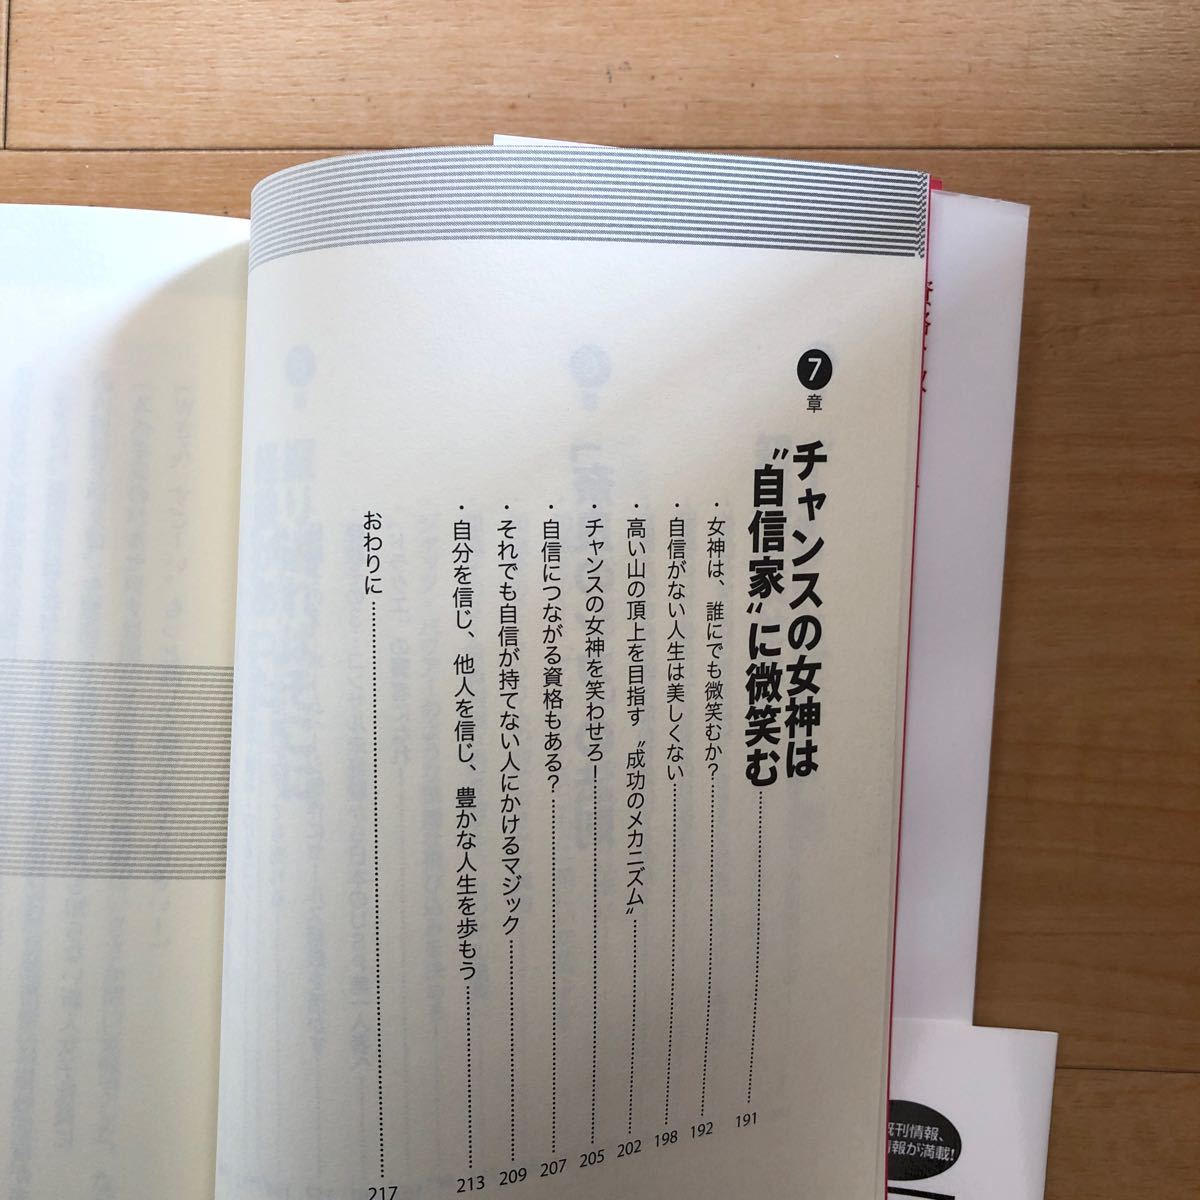 7章
チャンスの女神は
〝自信家〟に微笑む……191
・女神は、誰にでも微笑むか？……192
・自信がない人生は美しくない……198
・高い山の頂上を目指す〝成功のメカニズム〟……202
・チャンスの女神を笑わせろ！……205
・自信につながる資格もある？……207
・それでも自信が持てない人にかけるマジック……209
・自分を信じ、他人を信じ、豊かな人生を歩もう……213
おわりに……217
既刊情報、
報が満載!